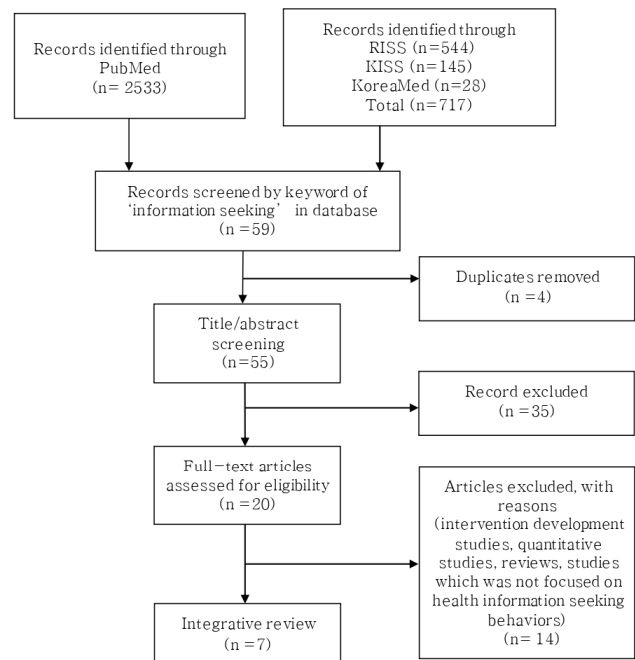 Records identified through
PubMed
(n= 2533)
Records identified through
RISS (n=544)
KISS (n=145)
KoreaMed (n=28)
Total (n=717)
Records screened by keyword of
‘information seeking’ in database
(n =59)
Duplicates removed
(n =4)
Title/abstract
screening
(n=55)
Record excluded
(n =35)
Full-text articles
assessed for eligibility
(n =20)
Articles excluded, with
reasons
(intervention development
studies, quantitative
studies, reviews, studies
which was not focused on
health information seeking
behaviors)
(n= 14)
Integrative review
(n =7)